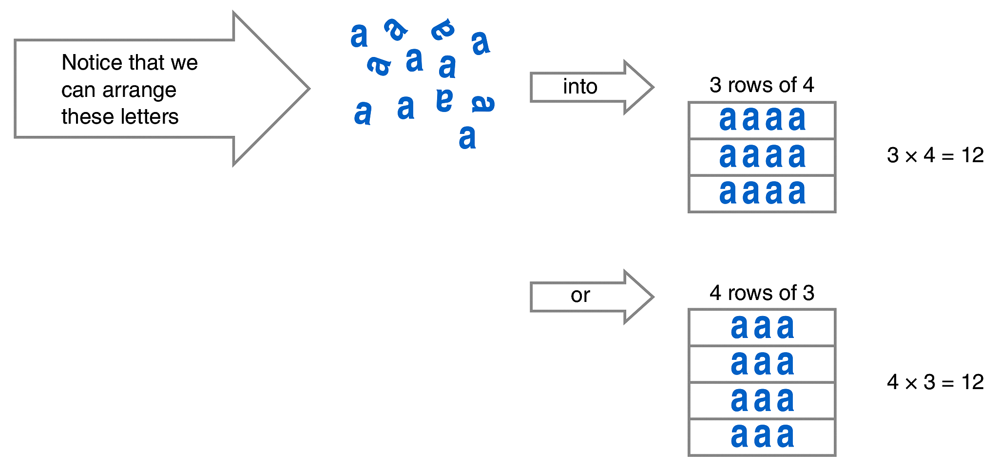 Notice that we
can arrange
these letters
a a a a
a a a
a a a a
a
into
3 rows of 4
a a a a
a a a a
a a a a
3 × 4 = 12
or
4 rows of 3
a a a
a a a
a a a
a a a
4 × 3 = 12